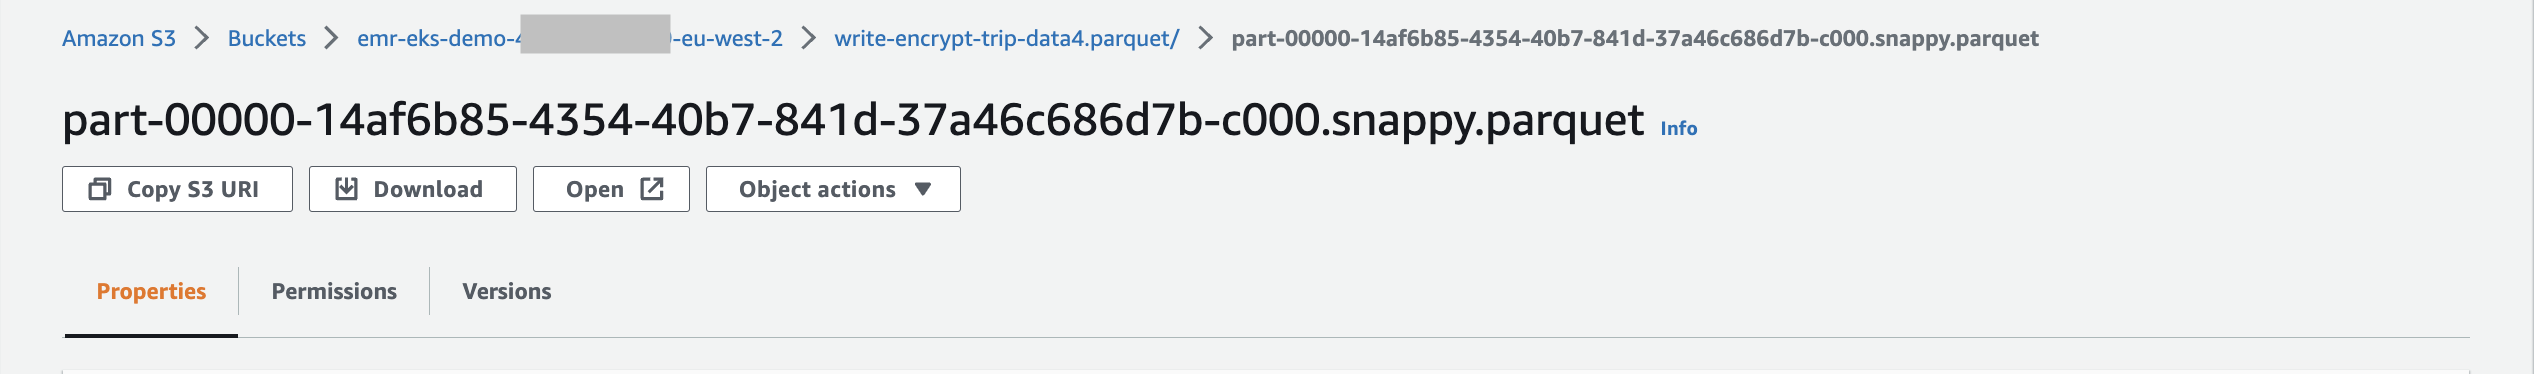 Amazon S3 > Buckets > emr-eks-demo-4 -eu-west-2 > write-encrypt-trip-data4.parquet/ > part-00000-14af6b85-4354-40b7-841d-37a46c686d7b-c000.snappy.parquet
part-00000-14af6b85-4354-40b7-841d-37a46c686d7b-c000.snappy.parquet Info
Copy S3 URI Download Open Object actions
Properties Permissions Versions